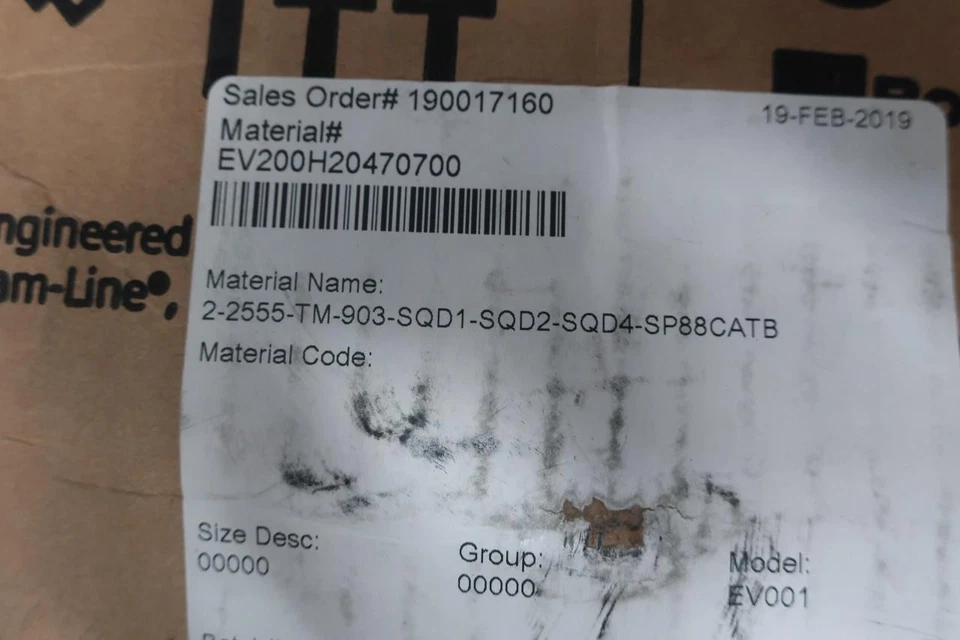 TT
Sales Order# 190017160
19-FEB-2019
Material#
EV200H20470700
ngineered
am-Line®,
Material Name:
2-2555-TM-903-SQD1-SQD2-SQD4-SP88CATB
Material Code:
Size Desc:
00000
Group:
00000
Model:
EV001